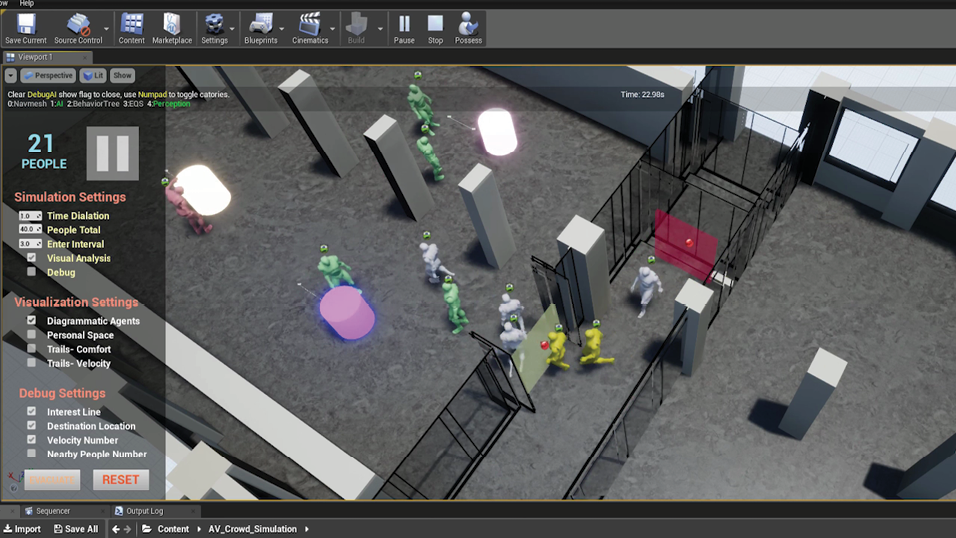 ow Help
Save Current Source Control Content Marketplace Settings Blueprints Cinematics Build Pause Stop Possess
Viewport 1
Perspective Lit Show
Clear DebugAI show flag to close, use Numpad to toggle catories.
0:Navmesh 1:AI 2:BehaviorTree 3:EQS 4:Perception
Time: 22.98s
21
PEOPLE
Simulation Settings
1.0 Time Dialation
40.0 People Total
3.0 Enter Interval
Visual Analysis
Debug
Visualization Settings
Diagrammatic Agents
Personal Space
Trails- Comfort
Trails- Velocity
Debug Settings
Interest Line
Destination Location
Velocity Number
Nearby People Number
RESET
Sequencer Output Log
Import Save All Content AV_Crowd_Simulation